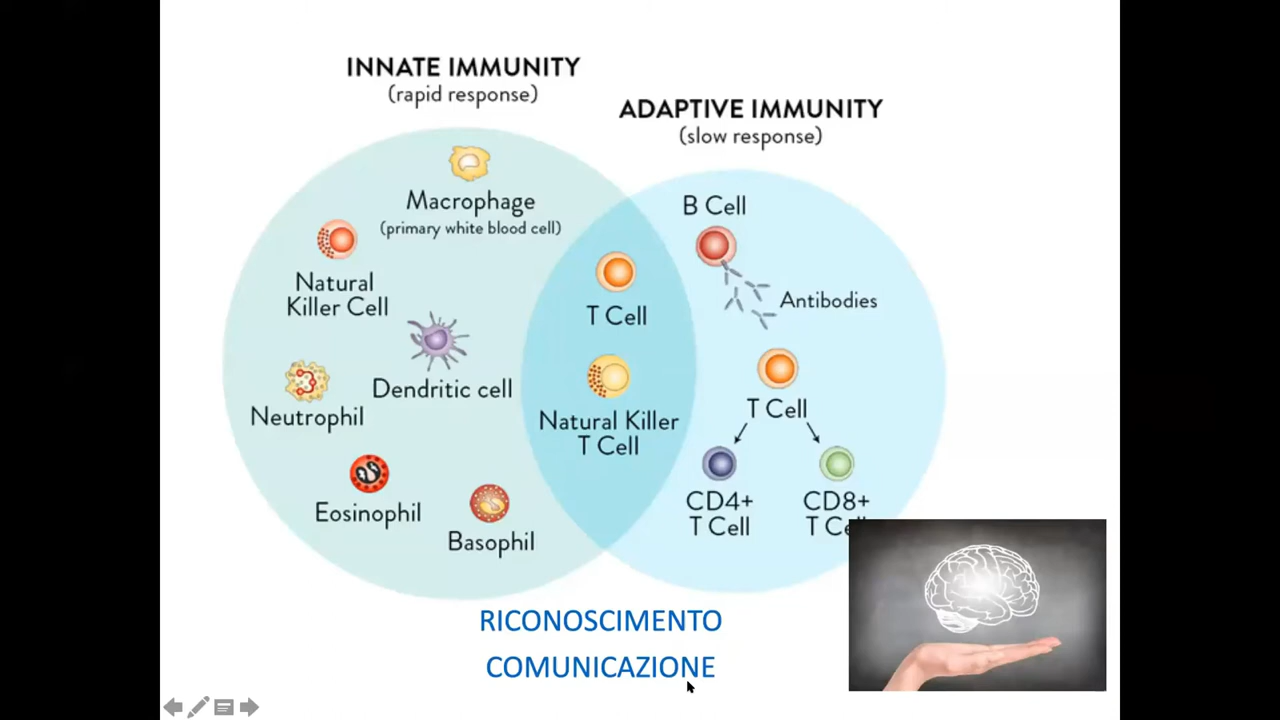 INNATE IMMUNITY
(rapid response)
ADAPTIVE IMMUNITY
(slow response)
Macrophage
(primary white blood cell)
Natural
Killer Cell
Dendritic cell
Neutrophil
Eosinophil
Basophil
T Cell
Natural Killer
T Cell
B Cell
Antibodies
T Cell
CD4+
T Cell
CD8+
T
RICONOSCIMENTO
COMUNICAZIONE